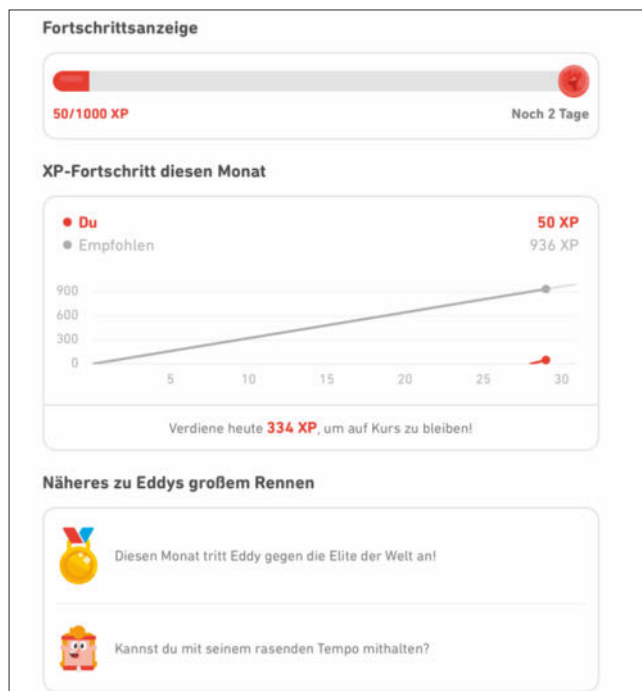 Fortschrittsanzeige
50/1000 XP
Noch 2 Tage
XP-Fortschritt diesen Monat
Du
50 XP
Empfohlen
936 XP
900
600
300
0
5 10 15 20 25 30
Verdiene heute 334 XP, um auf Kurs zu bleiben!
Näheres zu Eddys großem Rennen
Diesen Monat tritt Eddy gegen die Elite der Welt an!
Kannst du mit seinem rasenden Tempo mithalten?